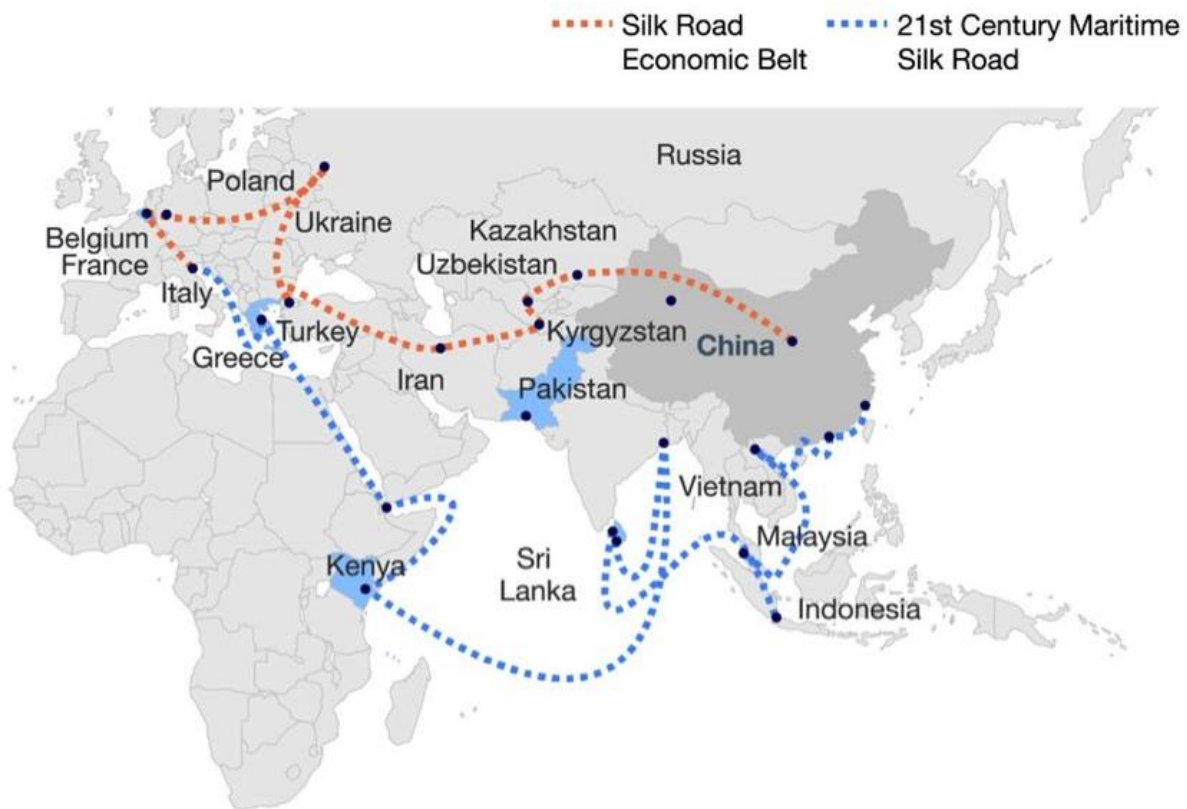 Silk Road
Economic Belt
21st Century Maritime
Silk Road
Russia
Poland
Ukraine
Belgium
France
Kazakhstan
Uzbekistan
Italy
Turkey
Kyrgyzstan
China
Greece
Iran
Pakistan
Vietnam
Malaysia
Sri
Lanka
Kenya
Indonesia